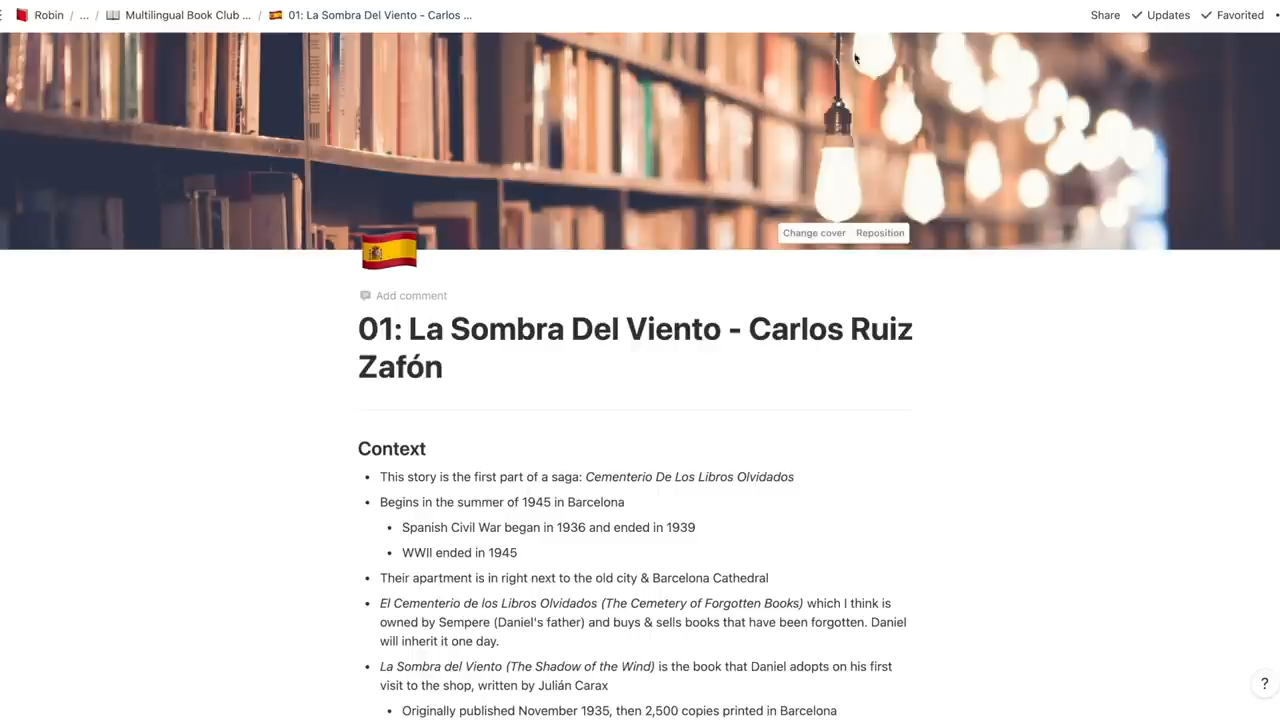 Robin / ... / Multilingual Book Club ... / 01: La Sombra Del Viento - Carlos ... Share Updates Favorited
Change cover Reposition
Add comment
01: La Sombra Del Viento - Carlos Ruiz
Zafón
Context
• This story is the first part of a saga: Cementerio De Los Libros Olvidados
• Begins in the summer of 1945 in Barcelona
• Spanish Civil War began in 1936 and ended in 1939
• WWII ended in 1945
• Their apartment is in right next to the old city & Barcelona Cathedral
• El Cementerio de los Libros Olvidados (The Cemetery of Forgotten Books) which I think is
owned by Sempere (Daniel's father) and buys & sells books that have been forgotten. Daniel
will inherit it one day.
• La Sombra del Viento (The Shadow of the Wind) is the book that Daniel adopts on his first
visit to the shop, written by Julián Carax
• Originally published November 1935, then 2,500 copies printed in Barcelona
?